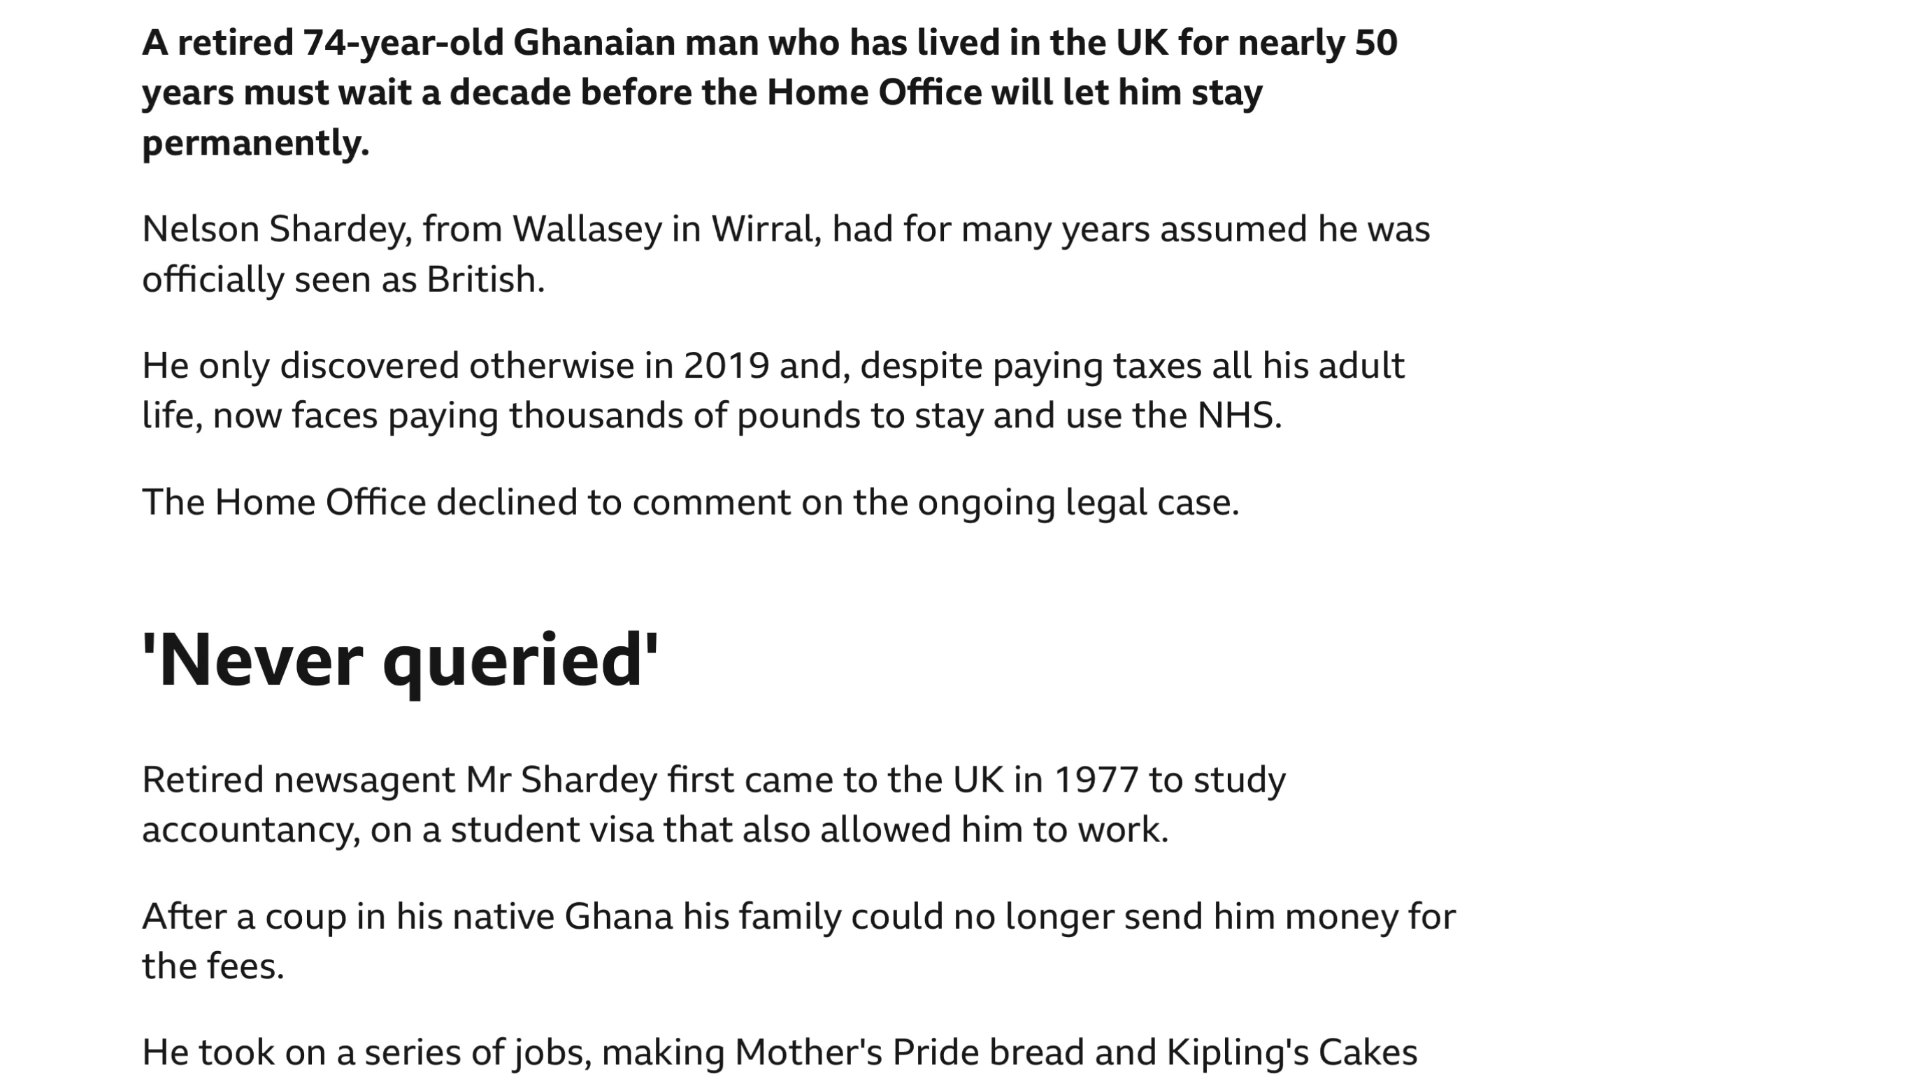 A retired 74-year-old Ghanaian man who has lived in the UK for nearly 50
years must wait a decade before the Home Office will let him stay
permanently.
Nelson Shardey, from Wallasey in Wirral, had for many years assumed he was
officially seen as British.
He only discovered otherwise in 2019 and, despite paying taxes all his adult
life, now faces paying thousands of pounds to stay and use the NHS.
The Home Office declined to comment on the ongoing legal case.
'Never queried'
Retired newsagent Mr Shardey first came to the UK in 1977 to study
accountancy, on a student visa that also allowed him to work.
After a coup in his native Ghana his family could no longer send him money for
the fees.
He took on a series of jobs, making Mother's Pride bread and Kipling's Cakes